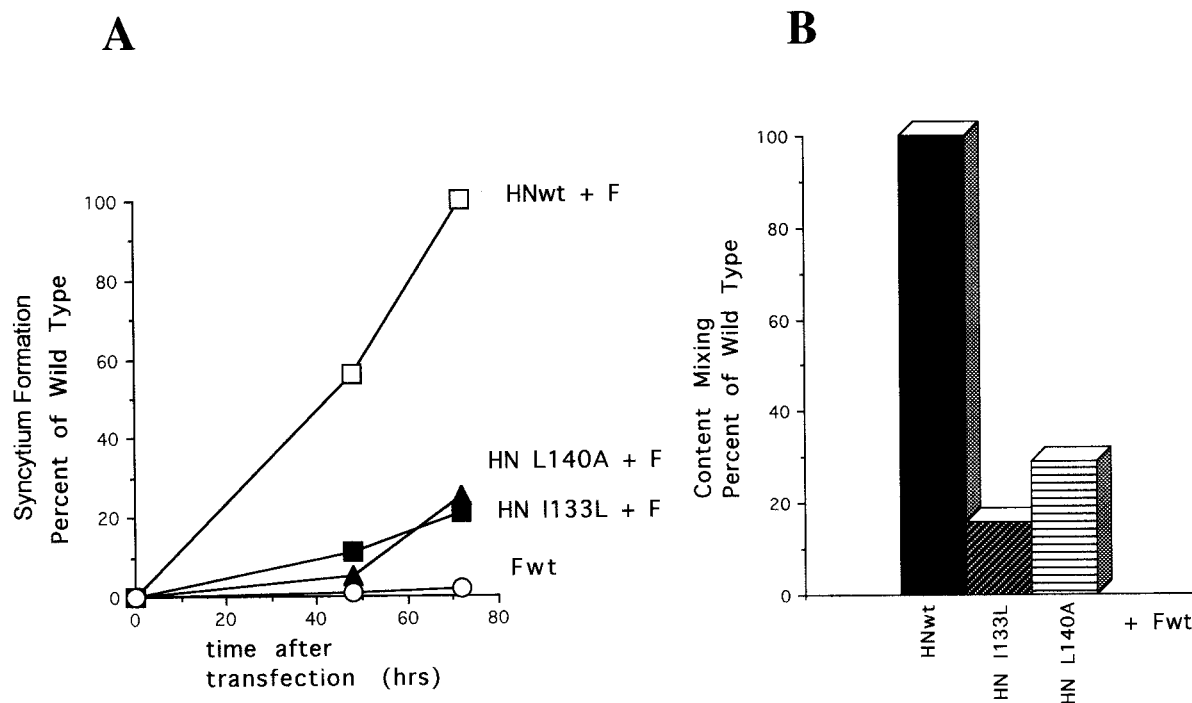 A
B
Syncytium Formation
Percent of Wild Type
100
80
60
40
20
0
0
20
40
60
80
time after
transfection (hrs)
HNwt + F
HN L140A + F
HN I133L + F
Fwt
Content Mixing
Percent of Wild Type
100
80
60
40
20
0
HNwt
HN I133L
HN L140A
+ Fwt